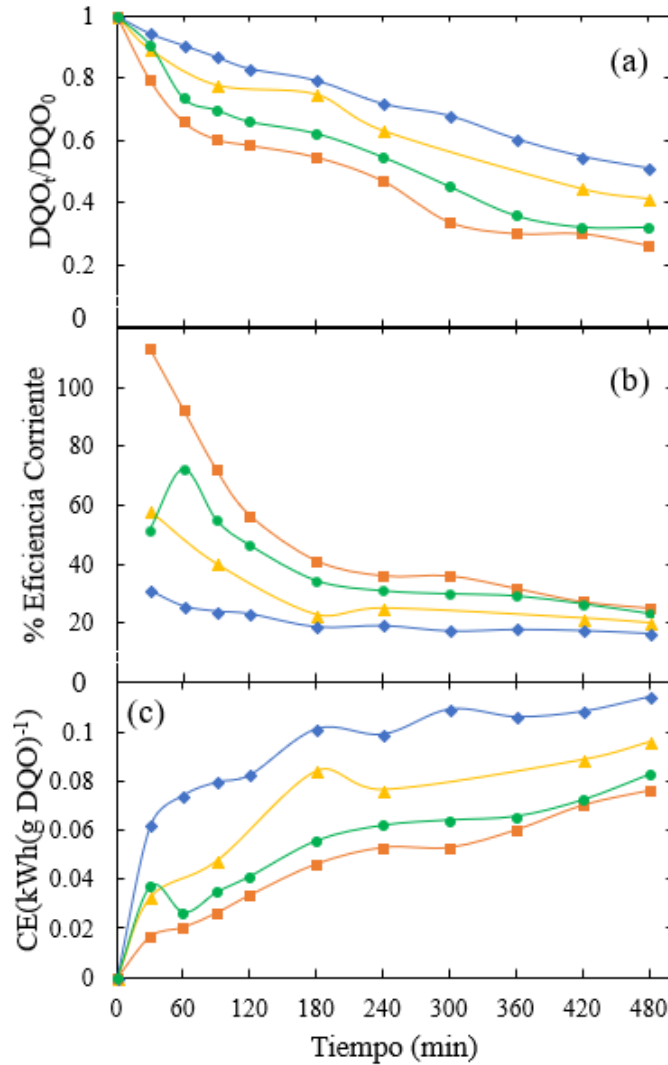 1
0.8
0.6
0.4
0.2
0
DQOₜ/DQO₀
(a)
100
80
60
40
20
0
% Eficiencia Corriente
(b)
0.1
0.08
0.06
0.04
0.02
0
CE(kWh(g DQO)⁻¹
(c)
0 60 120 180 240 300 360 420 480
Tiempo (min)